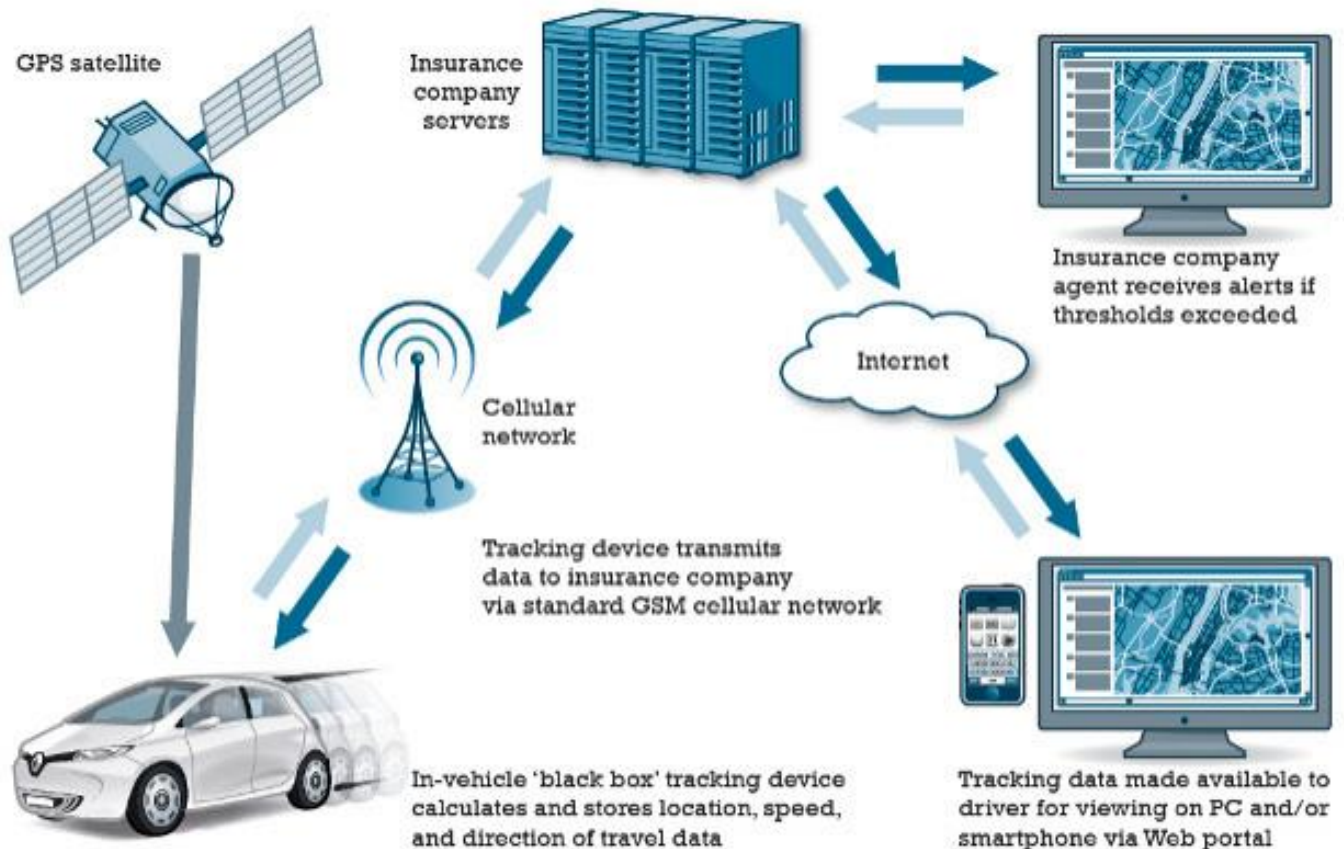 GPS satellite
Insurance
company
servers
Insurance company
agent receives alerts if
thresholds exceeded
Internet
Cellular
network
Tracking device transmits
data to insurance company
via standard GSM cellular network
In-vehicle ‘black box’ tracking device
calculates and stores location, speed,
and direction of travel data
Tracking data made available to
driver for viewing on PC and/or
smartphone via Web portal